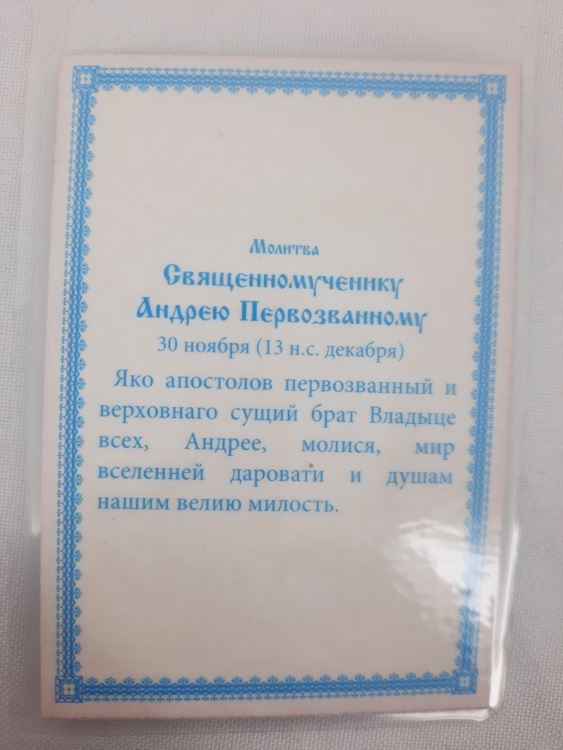 Молитва
Священномученику
Андрею Первозванному
30 ноября (13 н.с. декабря)
Яко апостолов первозванный и
верховнаго сущий брат Владыце
всех, Андрее, молися, мир
вселенней даровати и душам
нашим велию милость.